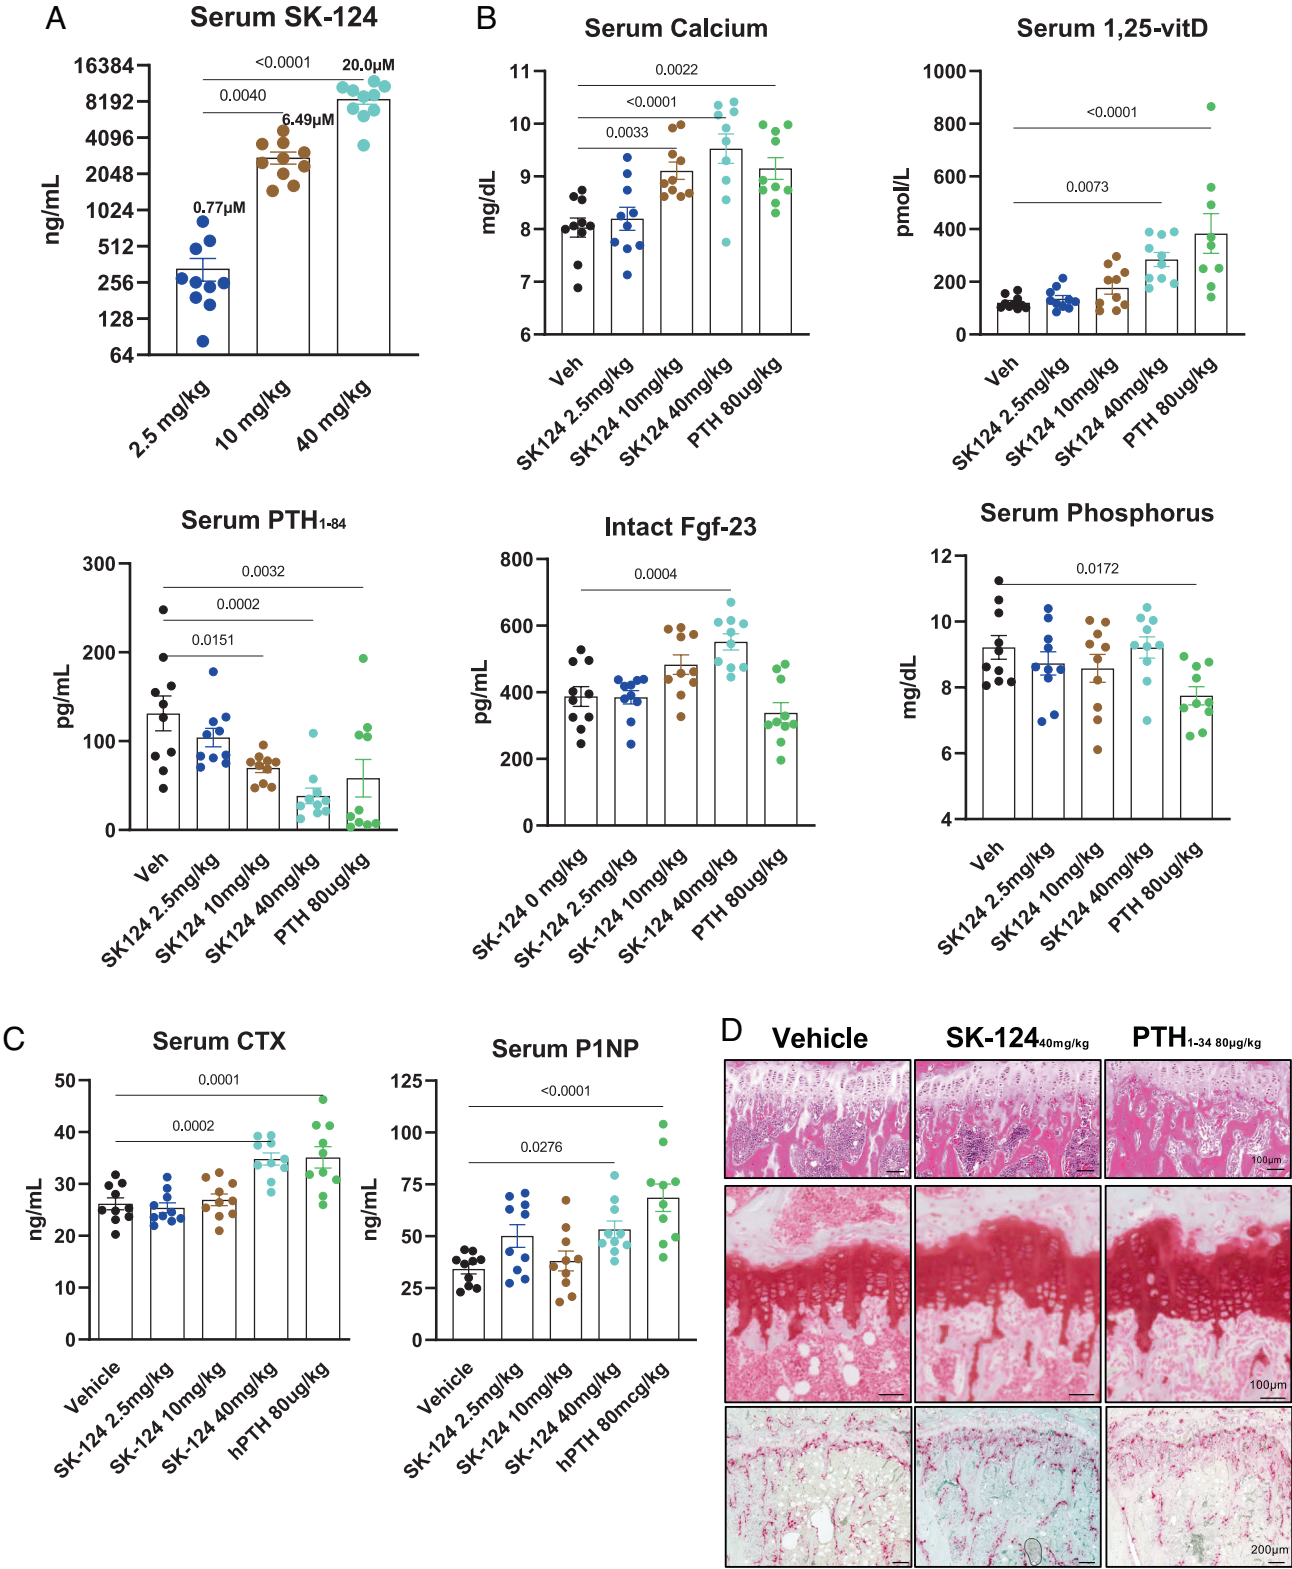 A
Serum SK-124
ng/mL
16384
8192
4096
2048
1024
512
256
128
64
<0.0001
20.0µM
0.0040
6.49µM
0.77µM
2.5 mg/kg
10 mg/kg
40 mg/kg
B
Serum Calcium
mg/dL
11
10
9
8
7
6
0.0022
<0.0001
0.0033
Veh
SK124 2.5mg/kg
SK124 10mg/kg
SK124 40mg/kg
PTH 80ug/kg
Serum 1,25-vitD
pmol/L
1000
800
600
400
200
0
<0.0001
0.0073
Veh
SK124 2.5mg/kg
SK124 10mg/kg
SK124 40mg/kg
PTH 80ug/kg
Serum PTH1-84
pg/mL
300
200
100
0
0.0032
0.0002
0.0151
Veh
SK124 2.5mg/kg
SK124 10mg/kg
SK124 40mg/kg
PTH 80ug/kg
Intact Fgf-23
pg/mL
800
600
400
200
0
0.0004
SK-124 0 mg/kg
SK-124 2.5mg/kg
SK-124 10mg/kg
SK-124 40mg/kg
PTH 80ug/kg
Serum Phosphorus
mg/dL
12
10
8
6
4
0.0172
Veh
SK124 2.5mg/kg
SK124 10mg/kg
SK124 40mg/kg
PTH 80ug/kg
C
Serum CTX
ng/mL
50
40
30
20
10
0
0.0001
0.0002
Vehicle
SK-124 2.5mg/kg
SK-124 10mg/kg
SK-124 40mg/kg
hPTH 80ug/kg
Serum P1NP
ng/mL
125
100
75
50
25
0
<0.0001
0.0276
Vehicle
SK-124 2.5mg/kg
SK-124 10mg/kg
SK-124 40mg/kg
hPTH 80mcg/kg
D
Vehicle
SK-124 40mg/kg
PTH1-34 80µg/kg
100µm
100µm
200µm